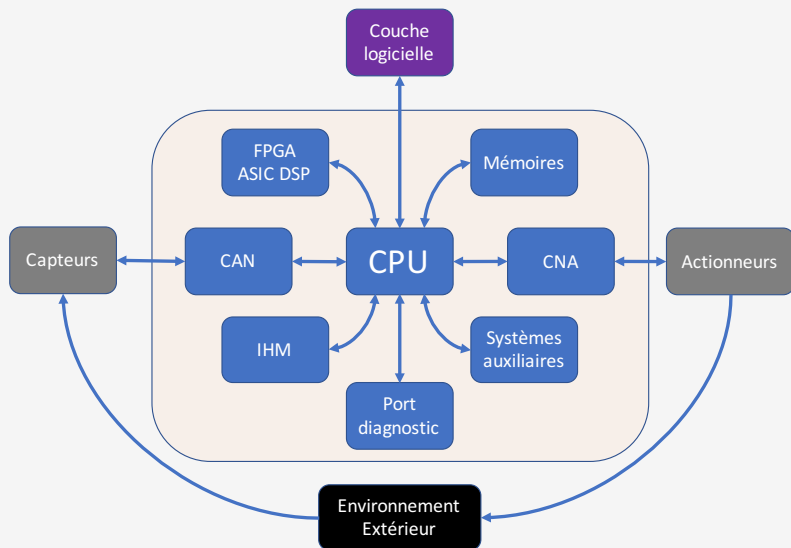 Couche
logicielle
FPGA
ASIC DSP
Mémoires
Capteurs
CAN
CPU
CNA
Actionneurs
IHM
Systèmes
auxiliaires
Port
diagnostic
Environnement
Extérieur